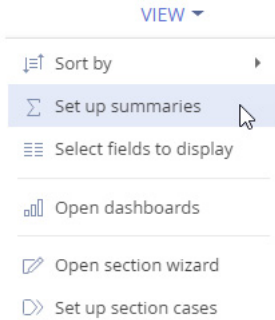 VIEW
Sort by
Set up summaries
Select fields to display
Open dashboards
Open section wizard
Set up section cases